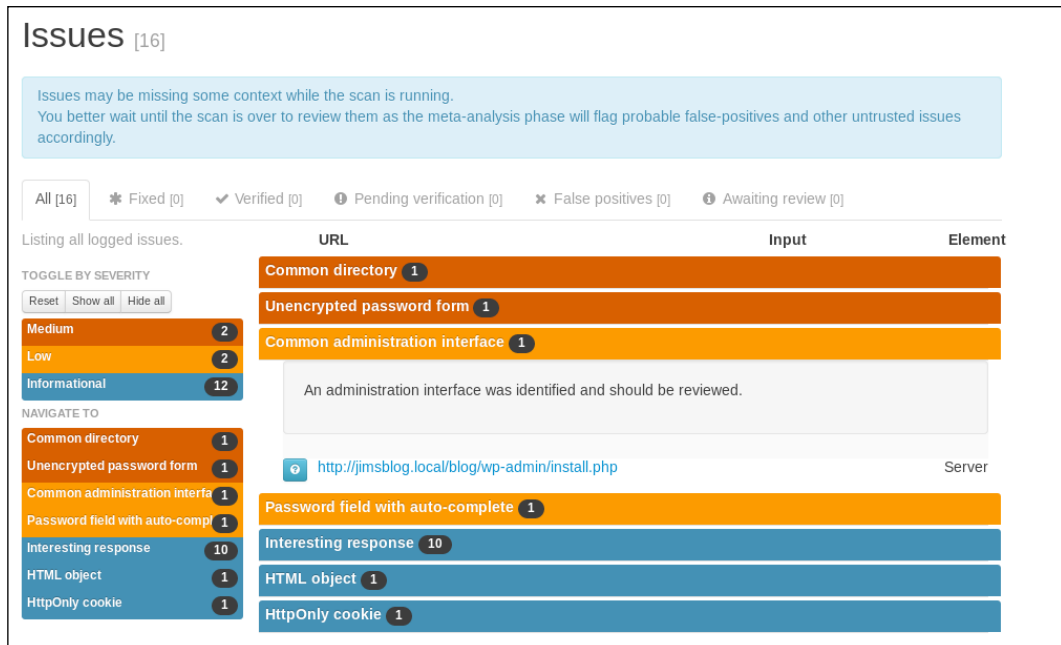 Issues [16]
Issues may be missing some context while the scan is running.
You better wait until the scan is over to review them as the meta-analysis phase will flag probable false-positives and other untrusted issues
accordingly.
All [16] Fixed [0] Verified [0] Pending verification [0] False positives [0] Awaiting review [0]
Listing all logged issues.
TOGGLE BY SEVERITY
Reset Show all Hide all
Medium 2
Low 2
Informational 12
NAVIGATE TO
Common directory 1
Unencrypted password form 1
Common administration interfa 1
Password field with auto-compl 1
Interesting response 10
HTML object 1
HttpOnly cookie 1
URL Input Element
Common directory 1
Unencrypted password form 1
Common administration interface 1
An administration interface was identified and should be reviewed.
http://jimsblog.local/blog/wp-admin/install.php Server
Password field with auto-complete 1
Interesting response 10
HTML object 1
HttpOnly cookie 1